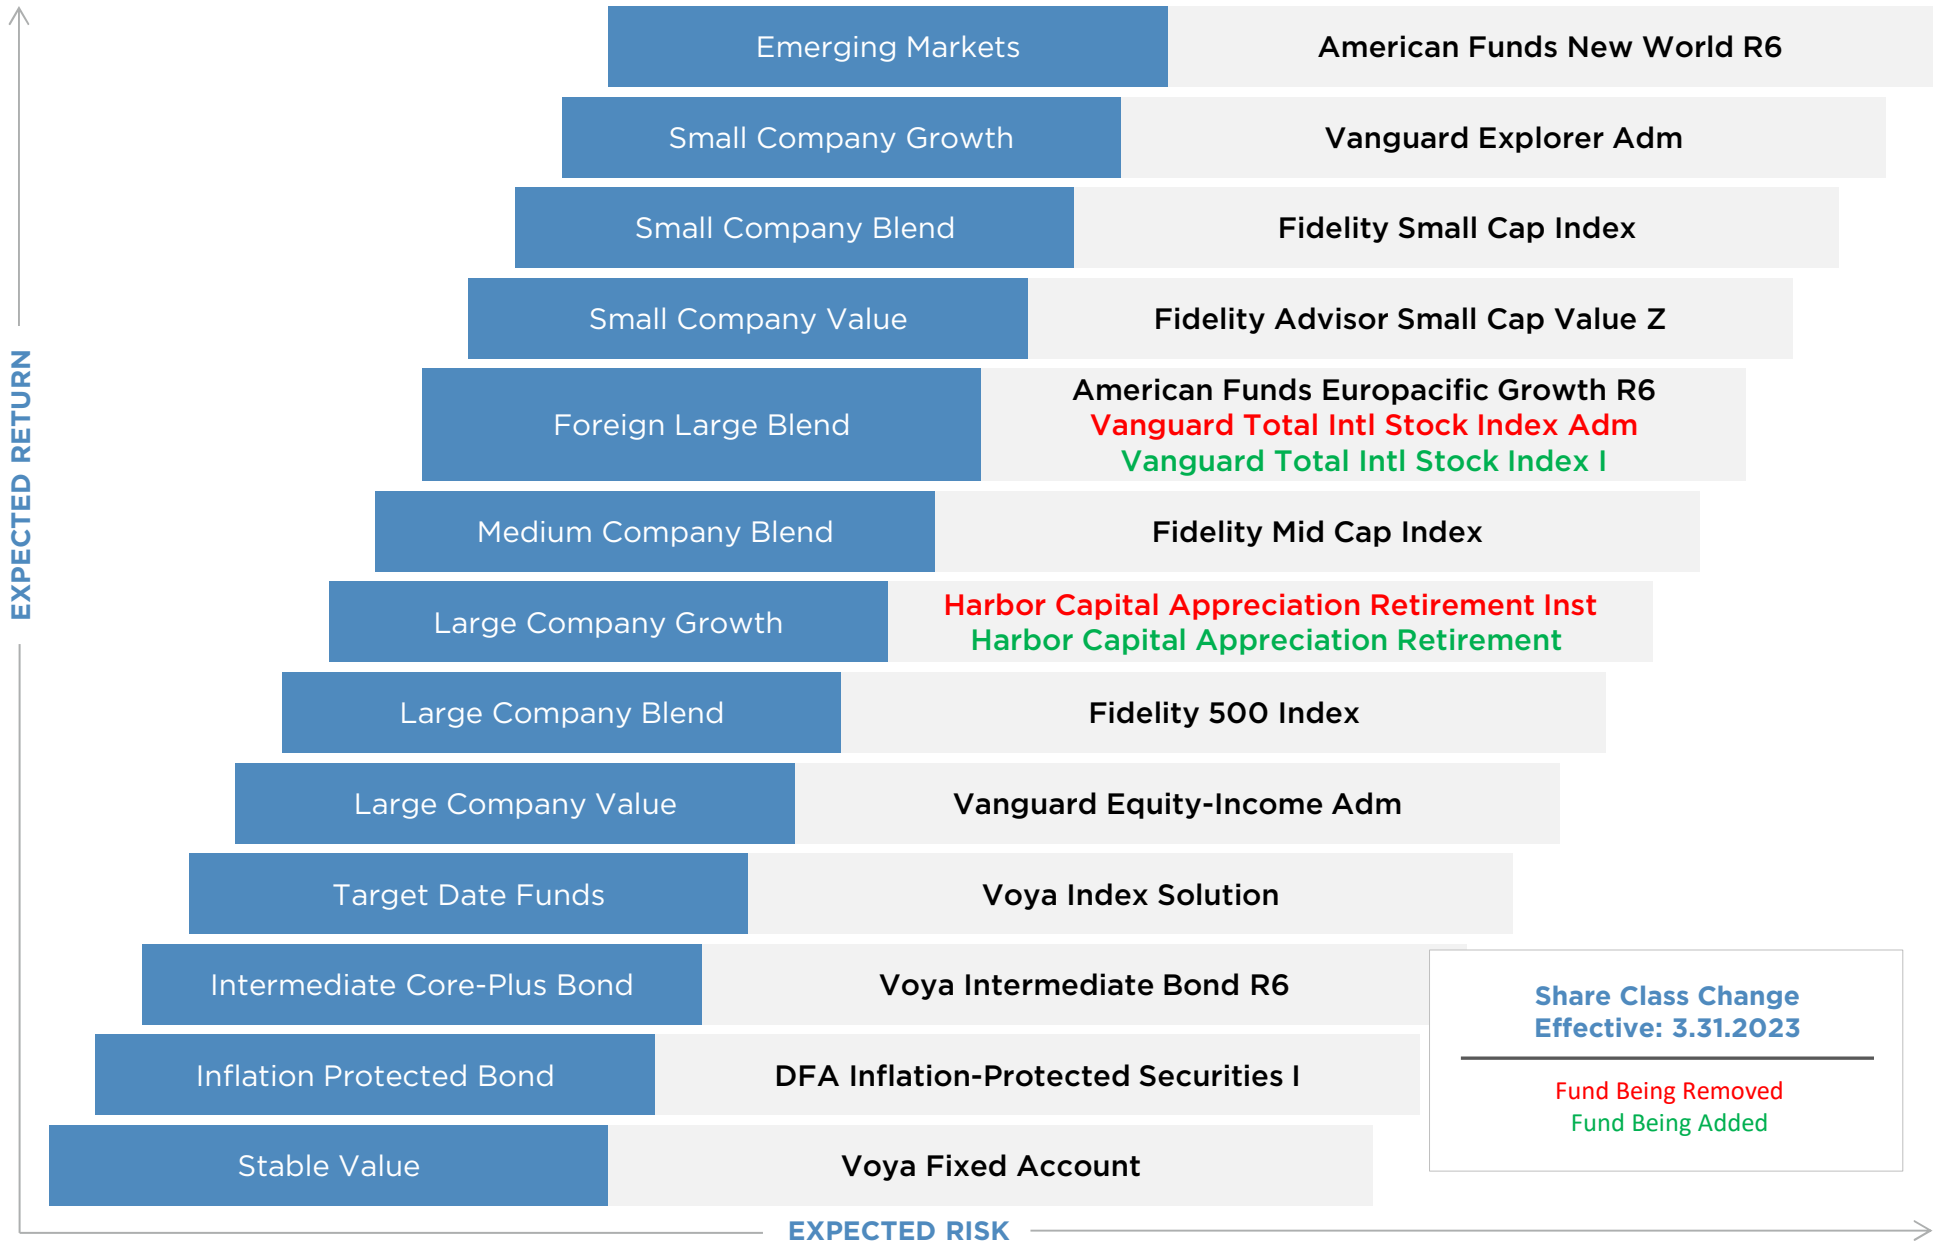 Emerging Markets
American Funds New World R6
Small Company Growth
Vanguard Explorer Adm
Small Company Blend
Fidelity Small Cap Index
Small Company Value
Fidelity Advisor Small Cap Value Z
Foreign Large Blend
American Funds Europacific Growth R6
Vanguard Total Intl Stock Index Adm
Vanguard Total Intl Stock Index I
Medium Company Blend
Fidelity Mid Cap Index
Large Company Growth
Harbor Capital Appreciation Retirement Inst
Harbor Capital Appreciation Retirement
Large Company Blend
Fidelity 500 Index
Large Company Value
Vanguard Equity-Income Adm
Target Date Funds
Voya Index Solution
Intermediate Core-Plus Bond
Voya Intermediate Bond R6
Inflation Protected Bond
DFA Inflation-Protected Securities I
Stable Value
Voya Fixed Account
EXPECTED RETURN
EXPECTED RISK
Share Class Change
Effective: 3.31.2023
Fund Being Removed
Fund Being Added